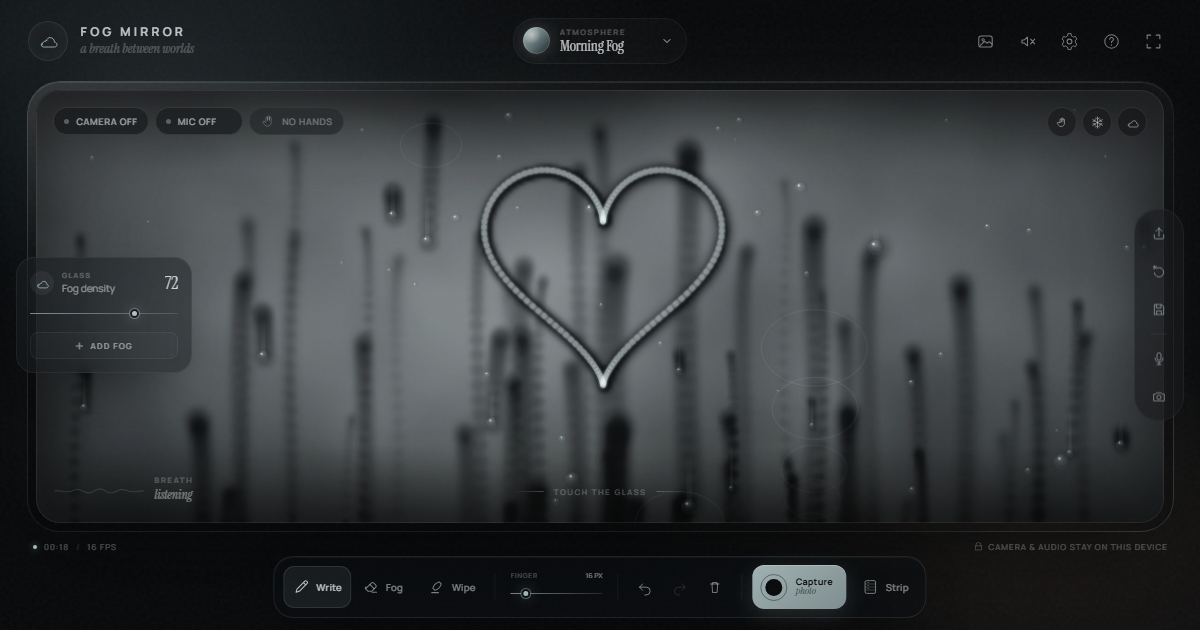 FOG MIRROR
a breath between worlds
ATMOSPHERE
Morning Fog
CAMERA OFF
MIC OFF
NO HANDS
GLASS
Fog density
72
+ ADD FOG
BREATH
listening
TOUCH THE GLASS
00:18 / 16 FPS
CAMERA & AUDIO STAY ON THIS DEVICE
Write
Fog
Wipe
FINGER
16 PX
Capture
photo
Strip